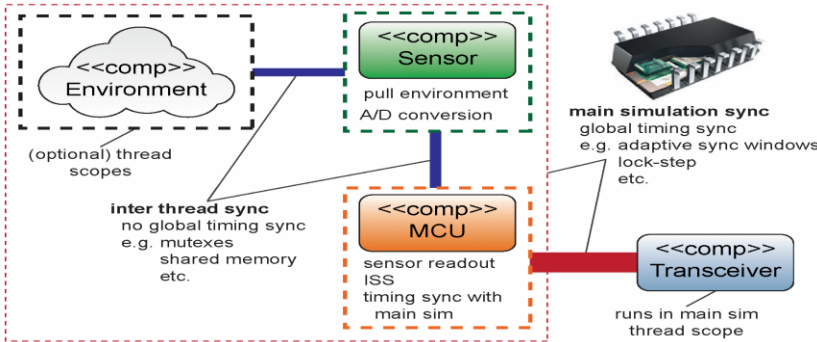 <<comp>>
Environment
(optional) thread
scopes
<<comp>>
Sensor
pull environment
A/D conversion
inter thread sync
no global timing sync
e.g. mutexes
shared memory
etc.
<<comp>>
MCU
sensor readout
ISS
timing sync with
main sim
main simulation sync
global timing sync
e.g. adaptive sync windows
lock-step
etc.
<<comp>>
Transceiver
runs in main sim
thread scope